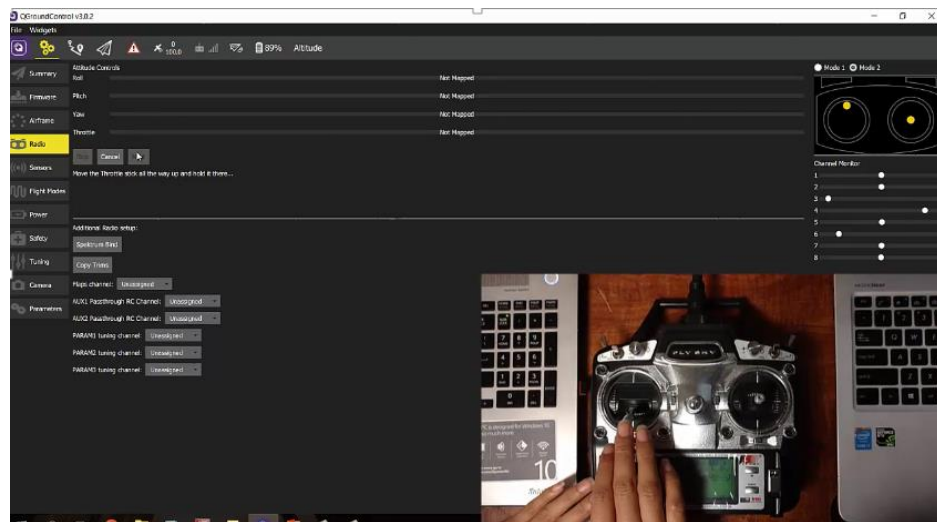 QGroundControl v3.0.2
File Widgets
0
100.0
89%
Altitude
Summary
Firmware
Airframe
Radio
Sensors
Flight Modes
Power
Safety
Tuning
Camera
Parameters
Attitude Controls
Roll
Not Mapped
Pitch
Not Mapped
Yaw
Not Mapped
Throttle
Not Mapped
Skip
Cancel
Move the Throttle stick all the way up and hold it there...
Additional Radio setup:
Spektrum Bind
Copy Trims
Flaps channel: Unassigned
AUX1 Passthrough RC Channel: Unassigned
AUX2 Passthrough RC Channel: Unassigned
PARAM1 tuning channel: Unassigned
PARAM2 tuning channel: Unassigned
PARAM3 tuning channel: Unassigned
Mode 1
Mode 2
Channel Monitor
1
2
3
4
5
6
7
8
FLY SKY
10